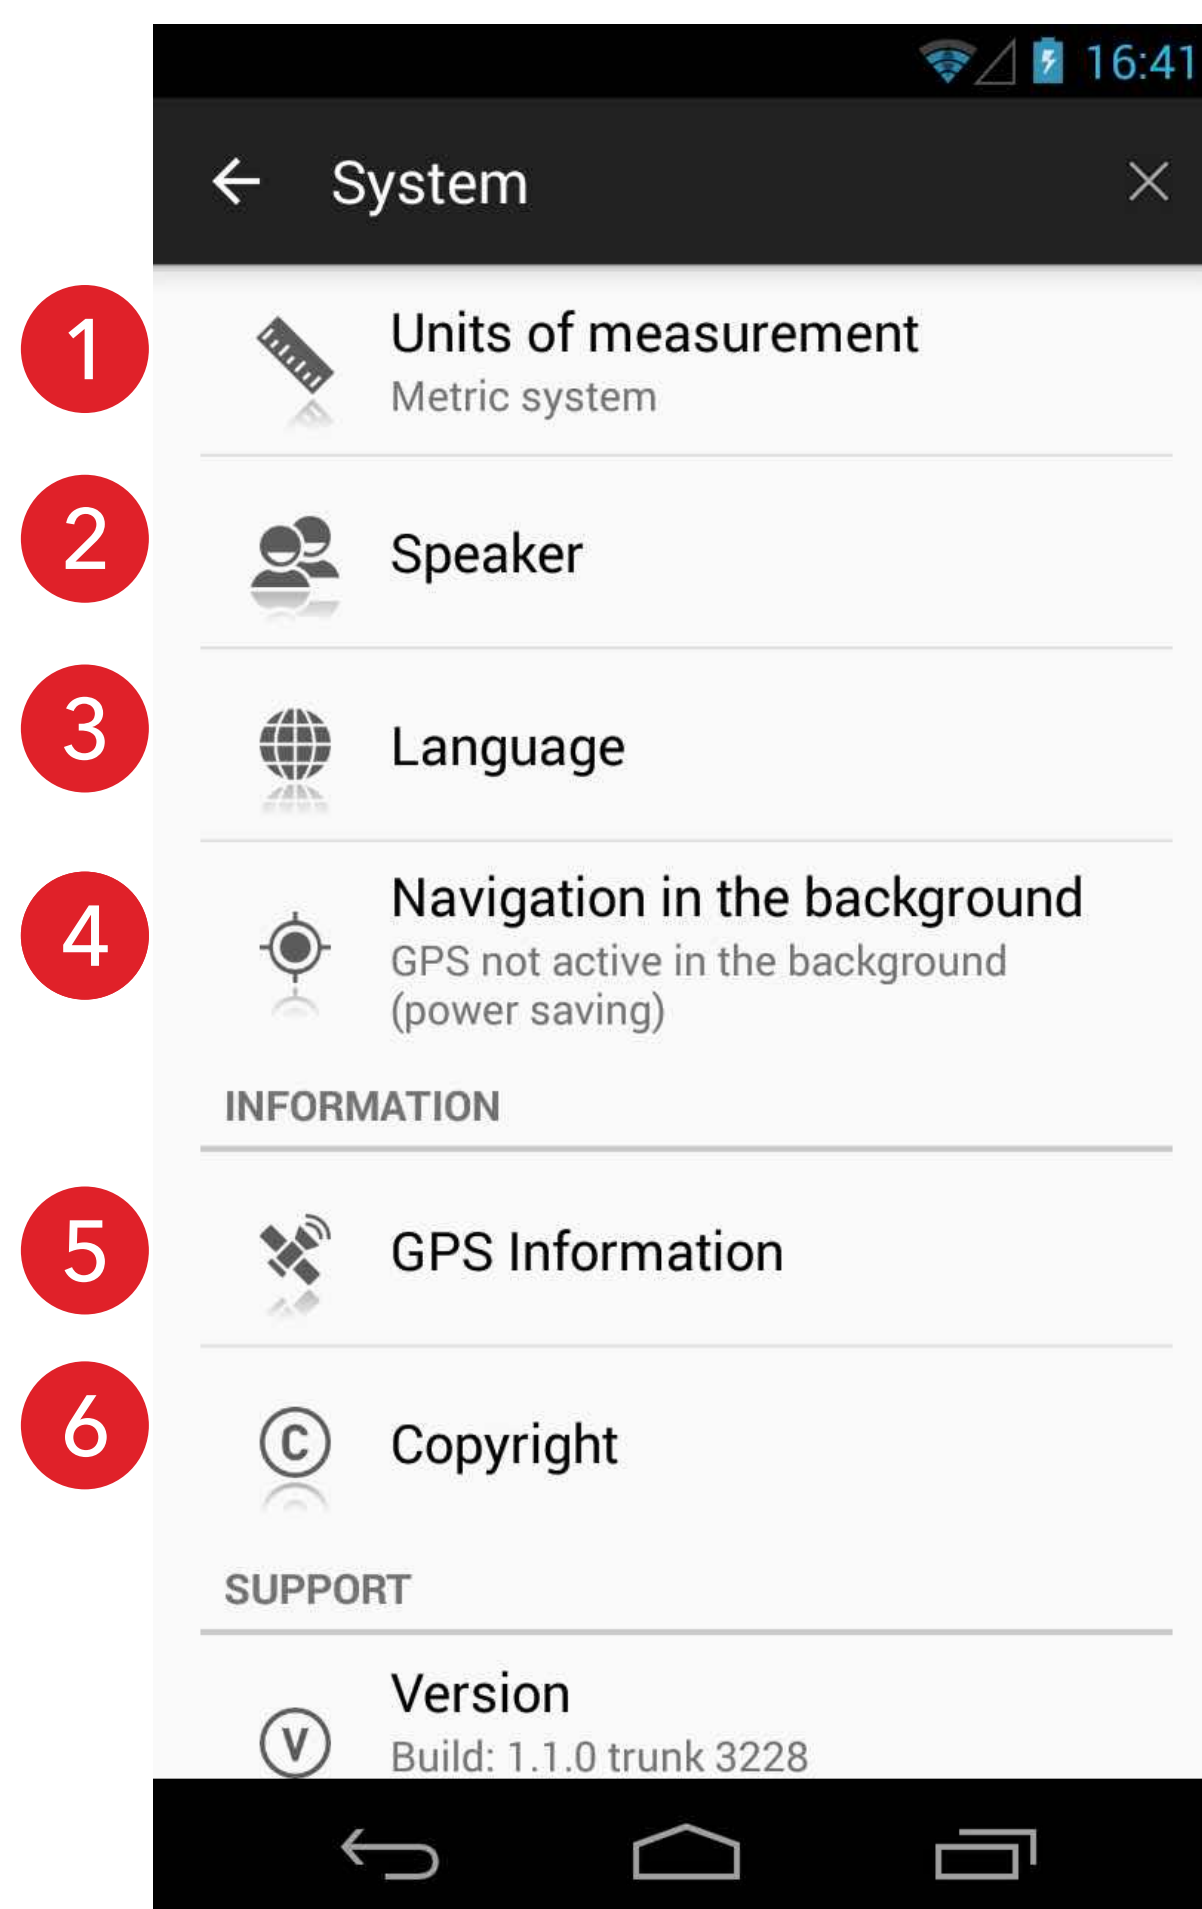 16:41
System
1
Units of measurement
Metric system
2
Speaker
3
Language
4
Navigation in the background
GPS not active in the background
(power saving)
INFORMATION
5
GPS Information
6
C
Copyright
SUPPORT
Version
V
Build: 1.1.0 trunk 3228